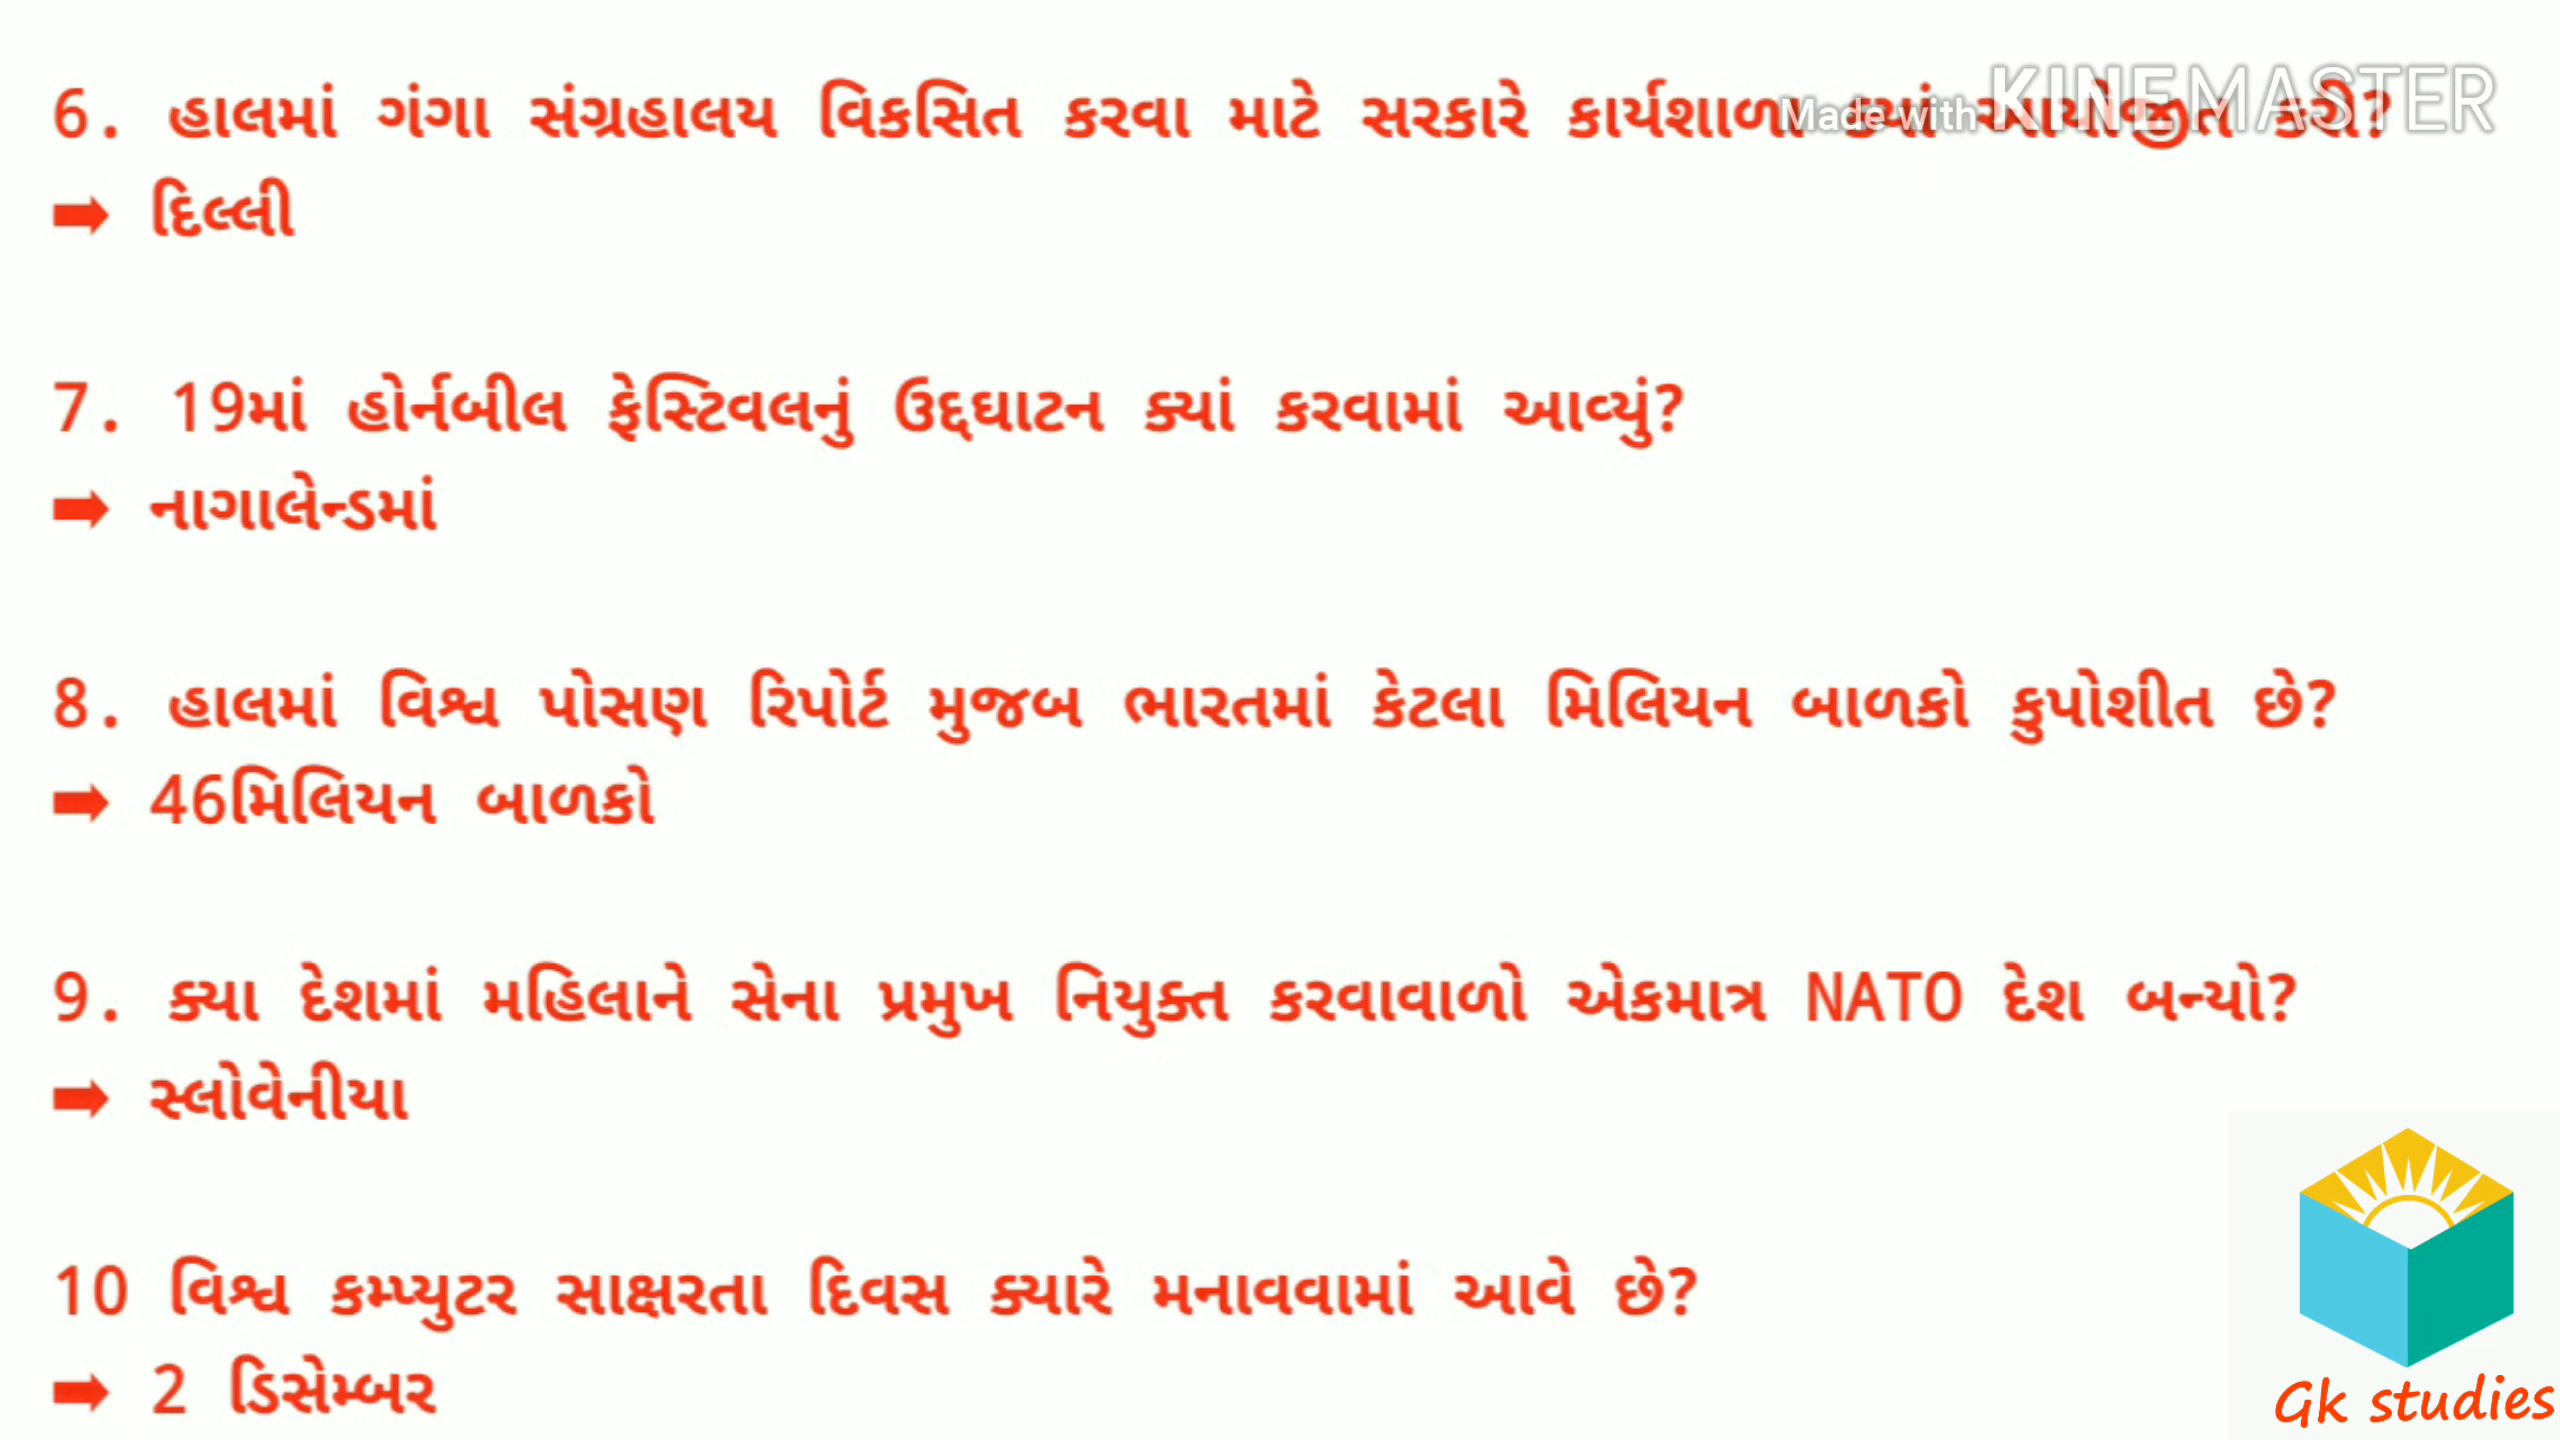 6. હાલમાં ગંગા સંગ્રહાલય વિકસિત કરવા માટે સરકારે કાર્યશાળા ક્યાં આયોજીત કરી?
Made with KINEMASTER
➡ દિલ્લી
7. 19માં હોર્નબીલ ફેસ્ટિવલનું ઉદ્દઘાટન ક્યાં કરવામાં આવ્યું?
➡ નાગાલેન્ડમાં
8. હાલમાં વિશ્વ પોસણ રિપોર્ટ મુજબ ભારતમાં કેટલા મિલિયન બાળકો કુપોશીત છે?
➡ 46મિલિયન બાળકો
9. ક્યા દેશમાં મહિલાને સેના પ્રમુખ નિયુક્ત કરવાવાળો એકમાત્ર NATO દેશ બન્યો?
➡ સ્લોવેનીયા
10 વિશ્વ કમ્પ્યુટર સાક્ષરતા દિવસ ક્યારે મનાવવામાં આવે છે?
➡ 2 ડિસેમ્બર
Gk studies